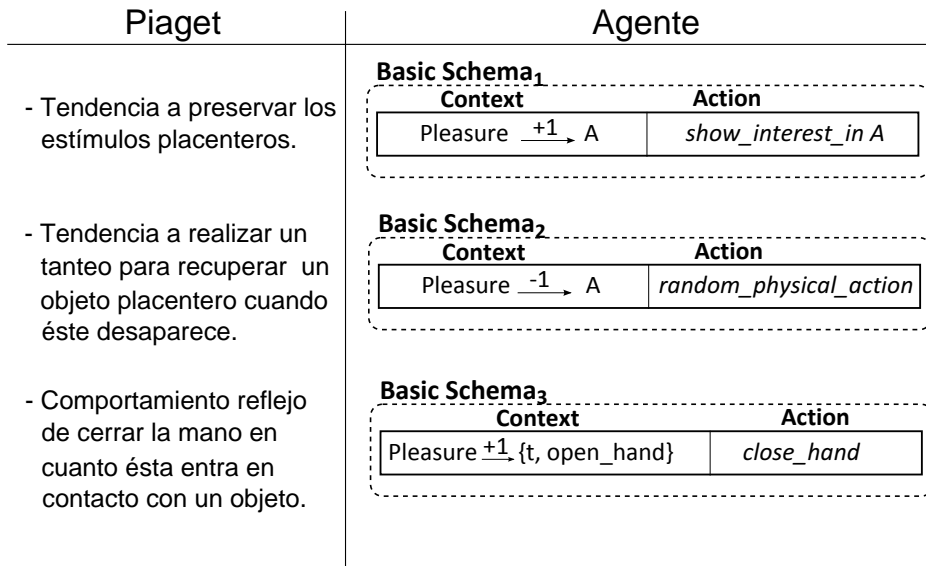 Piaget
Agente
- Tendencia a preservar los
estímulos placenteros.
Basic Schema1
Context
Action
Pleasure +1 A
show_interest_in A
- Tendencia a realizar un
tanteo para recuperar un
objeto placentero cuando
éste desaparece.
Basic Schema2
Context
Action
Pleasure -1 A
random_physical_action
- Comportamiento reflejo
de cerrar la mano en
cuanto ésta entra en
contacto con un objeto.
Basic Schema3
Context
Action
Pleasure +1 {t, open_hand}
close_hand